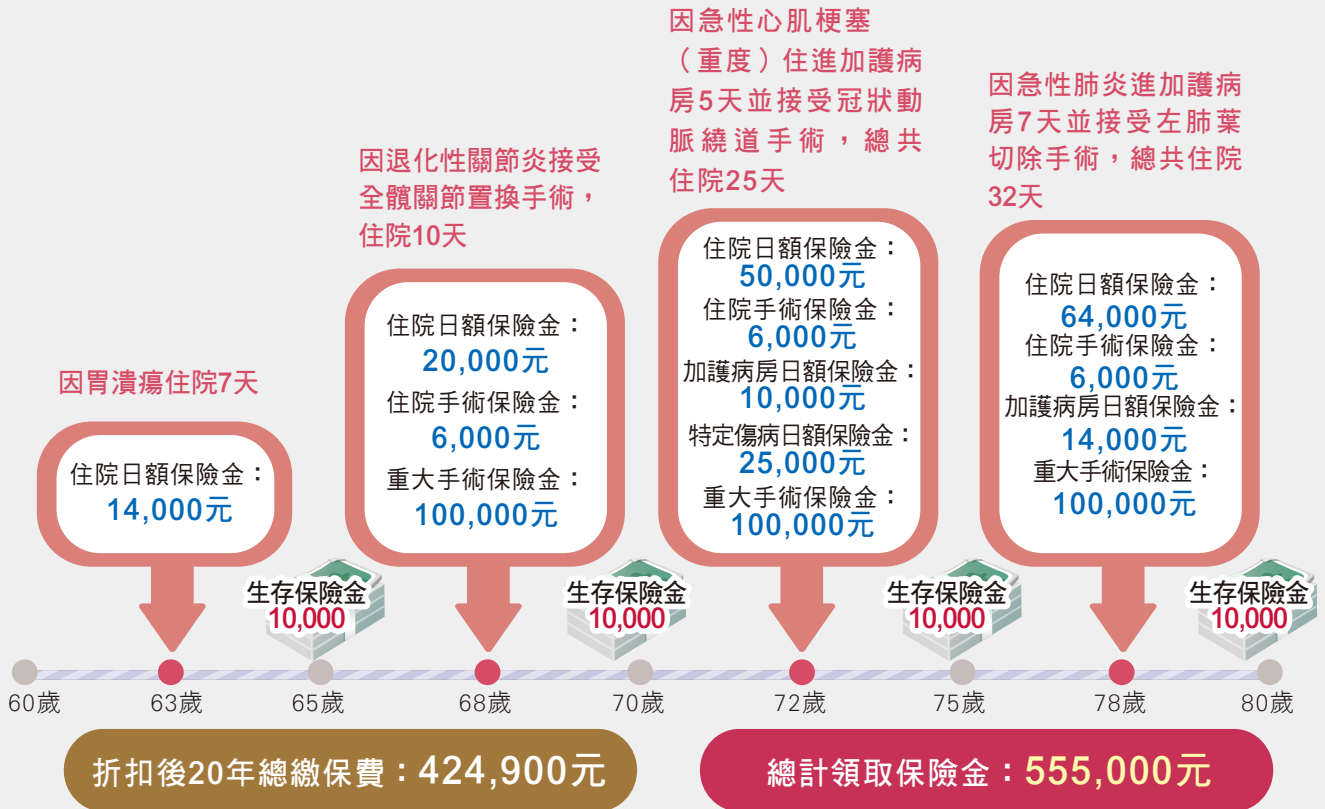 因胃潰瘍住院7天
住院日額保險金：
14,000元
因退化性關節炎接受
全髖關節置換手術，
住院10天
住院日額保險金：
20,000元
住院手術保險金：
6,000元
重大手術保險金：
100,000元
因急性心肌梗塞
（重度）住進加護病
房5天並接受冠狀動
脈繞道手術，總共
住院25天
住院日額保險金：
50,000元
住院手術保險金：
6,000元
加護病房日額保險金：
10,000元
特定傷病日額保險金：
25,000元
重大手術保險金：
100,000元
因急性肺炎進加護病
房7天並接受左肺葉
切除手術，總共住院
32天
住院日額保險金：
64,000元
住院手術保險金：
6,000元
加護病房日額保險金：
14,000元
重大手術保險金：
100,000元
生存保險金
10,000
生存保險金
10,000
生存保險金
10,000
生存保險金
10,000
60歲
63歲
65歲
68歲
70歲
72歲
75歲
78歲
80歲
折扣後20年總繳保費：424,900元
總計領取保險金：555,000元